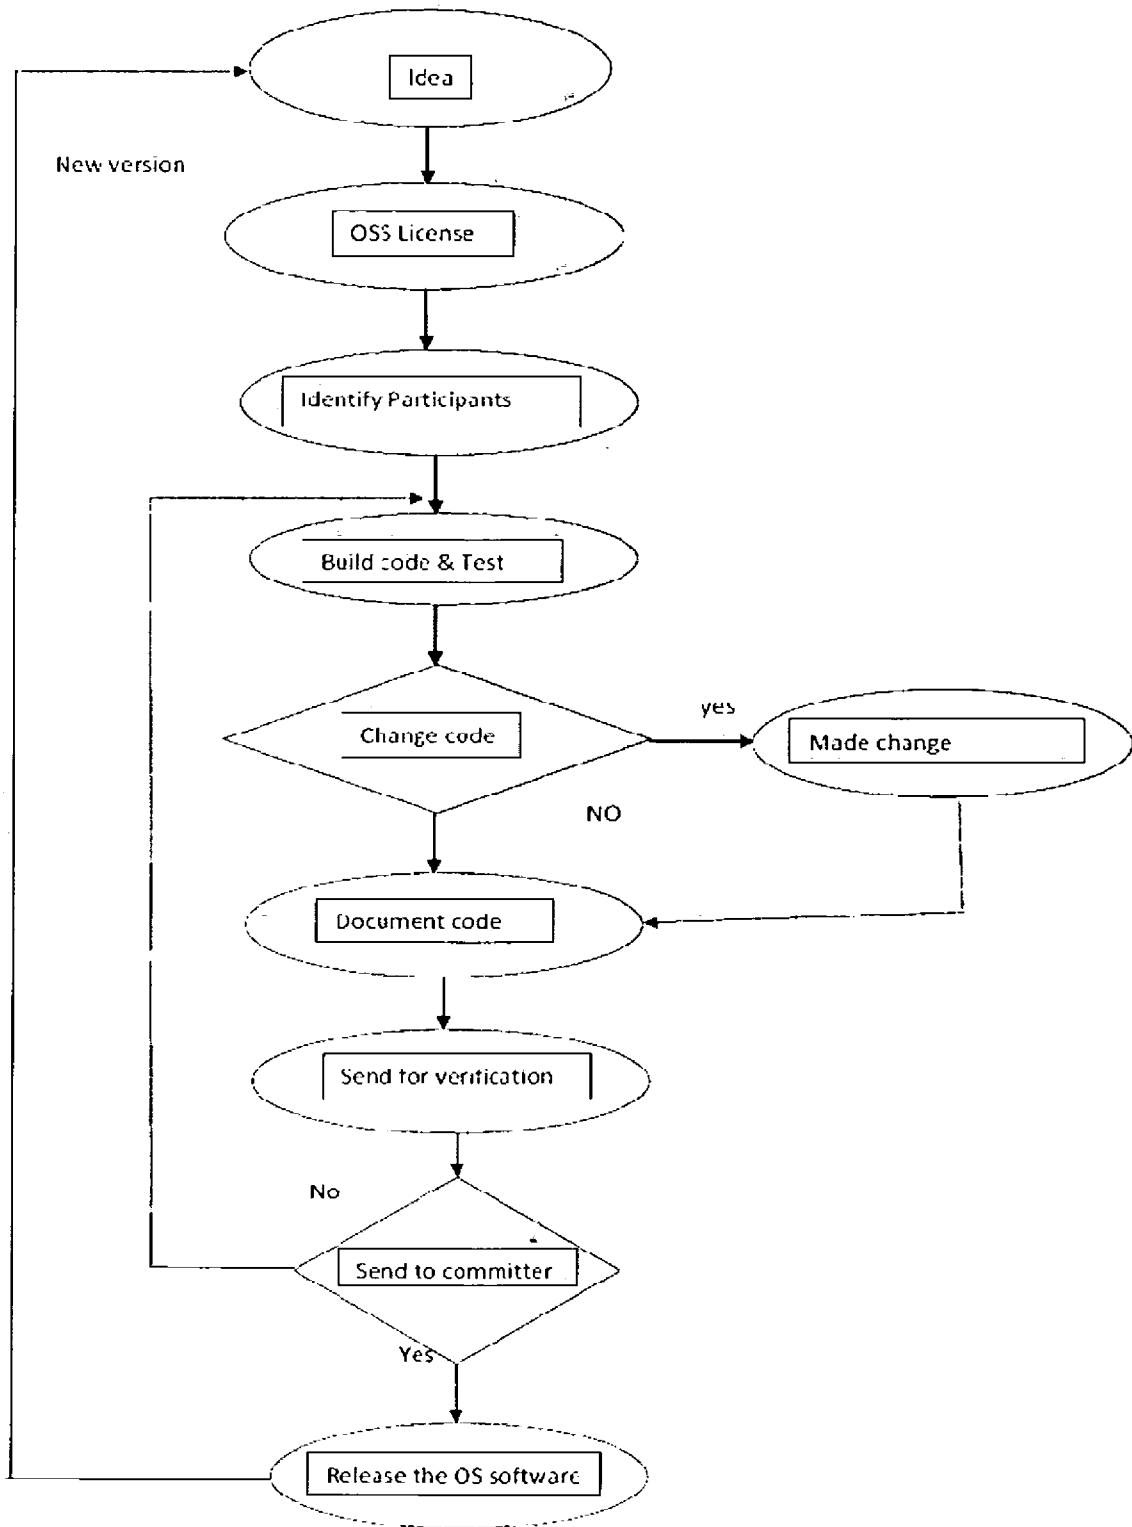 Idea
New version
OSS License
Identify Participants
Build code & Test
Change code
yes
Made change
NO
Document code
Send for verification
No
Send to committer
Yes
Release the OS software